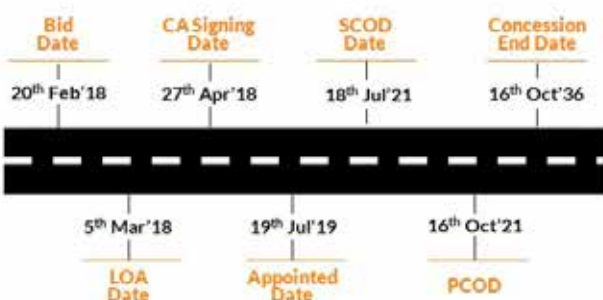 Bid
Date
CA Signing
Date
SCOD
Date
Concession
End Date
20th Feb'18
27th Apr'18
18th Jul'21
16th Oct'36
5th Mar'18
19th Jul'19
16th Oct'21
LOA
Date
Appointed
Date
PCOD